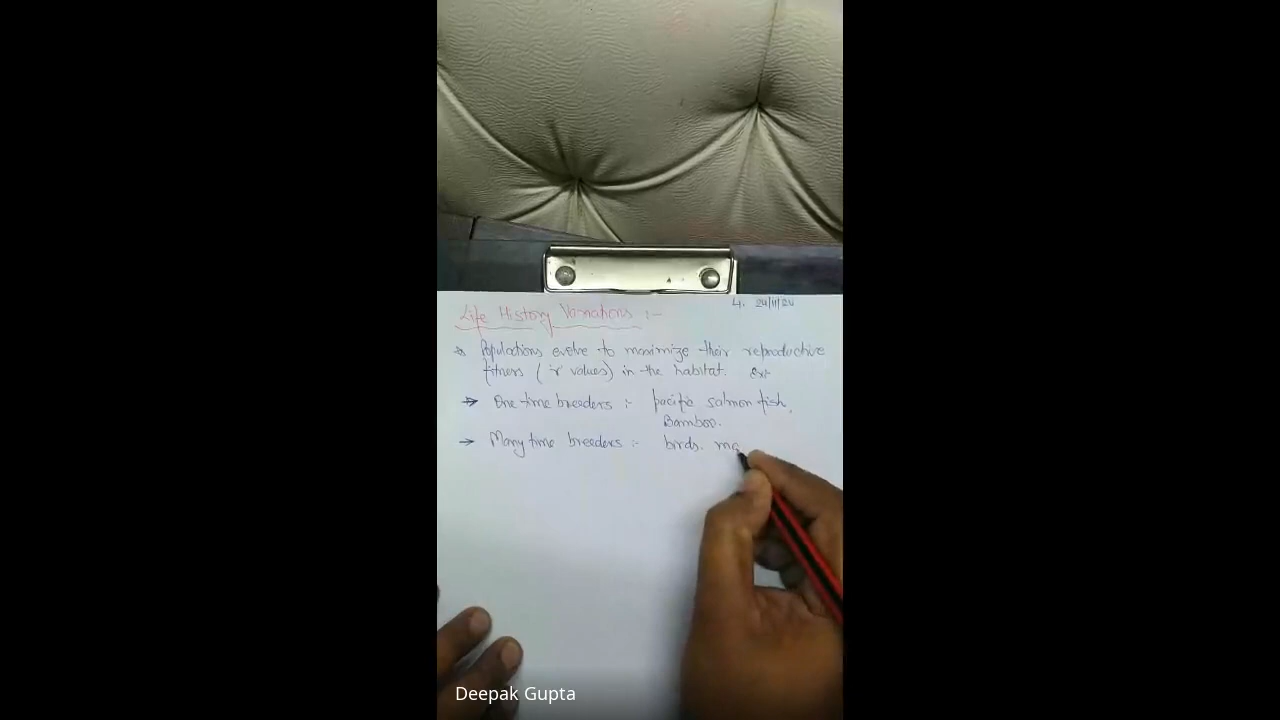 4. 24/11/20
Life History Variations :-
Populations evolve to maximize their reproductive
fitness ( 'r' values) in the habitat. ex:-
→ One time breeders :- pacific salmon fish,
Bamboo.
→ Many time breeders :- birds. ma
Deepak Gupta